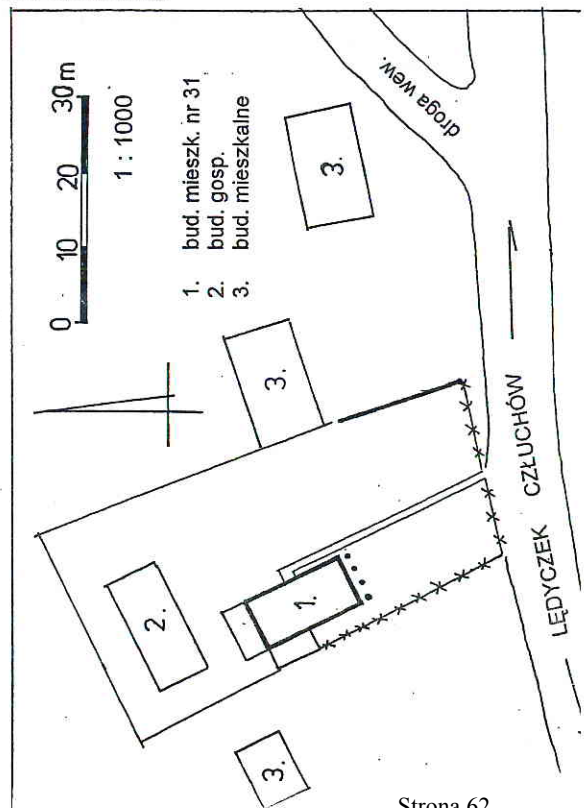 0 10 20 30 m
1 : 1000
1. bud. mieszk. nr 31
2. bud. gosp.
3. bud. mieszkalne
droga wew.
3.
3.
2.
1.
3.
LĘDYCZEK CZŁUCHÓW
Strona 62